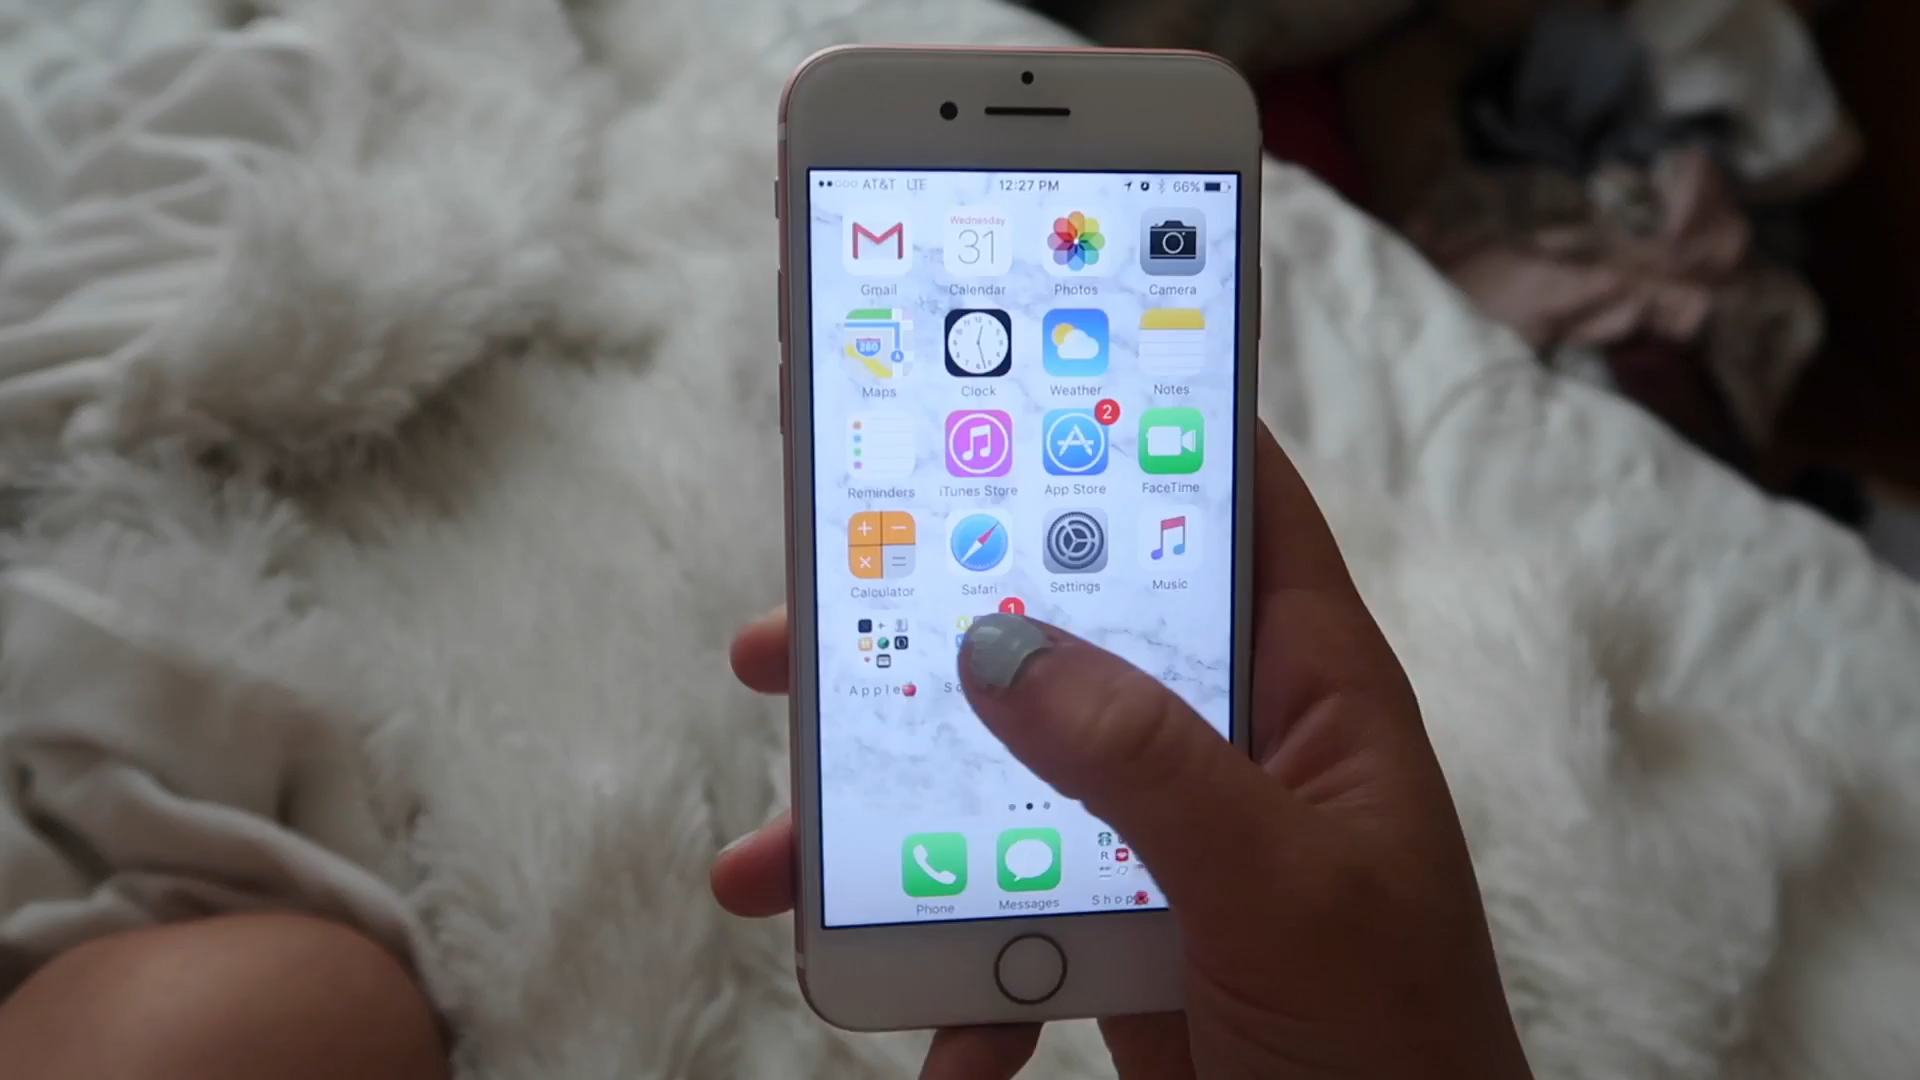 AT&T LTE 12:27 PM 66%
Wednesday
31
Gmail Calendar Photos Camera
280
Maps Clock Weather Notes
2
Reminders iTunes Store App Store FaceTime
Calculator Safari Settings Music
1
Apple🍎
Phone Messages Shop